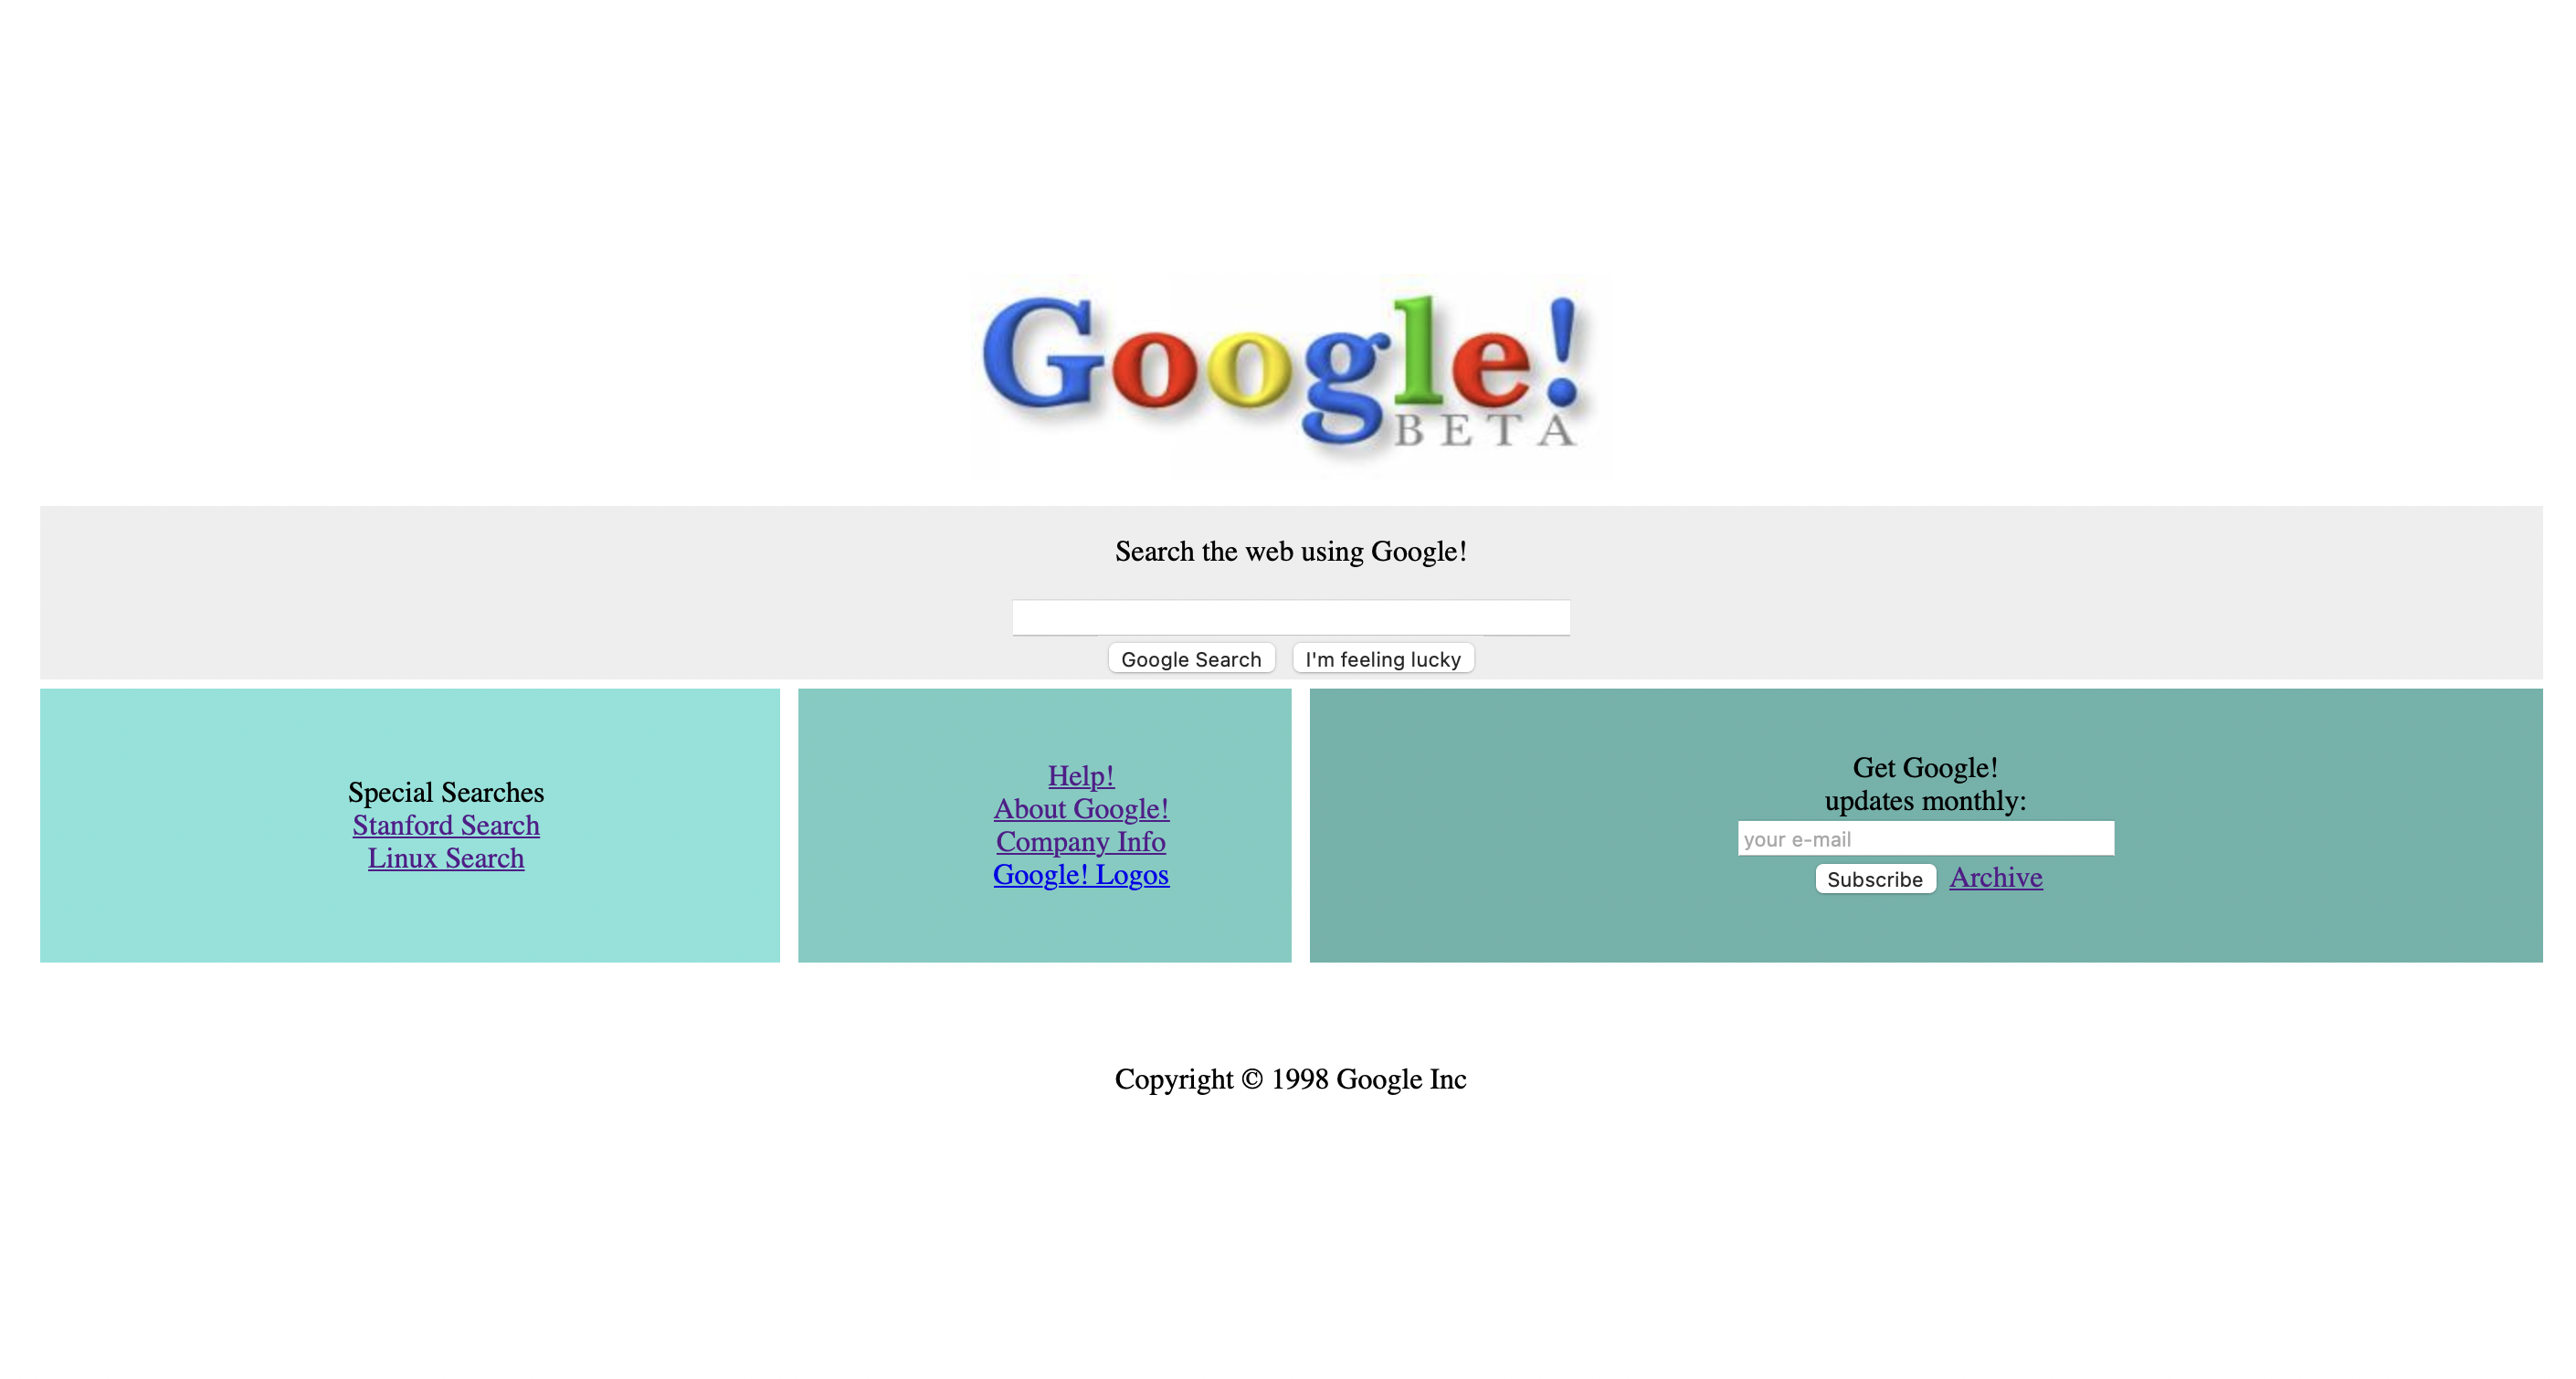 Google!
BETA
Search the web using Google!
Google Search I'm feeling lucky
Special Searches
Stanford Search
Linux Search
Help!
About Google!
Company Info
Google! Logos
Get Google!
updates monthly:
your e-mail
Subscribe Archive
Copyright © 1998 Google Inc